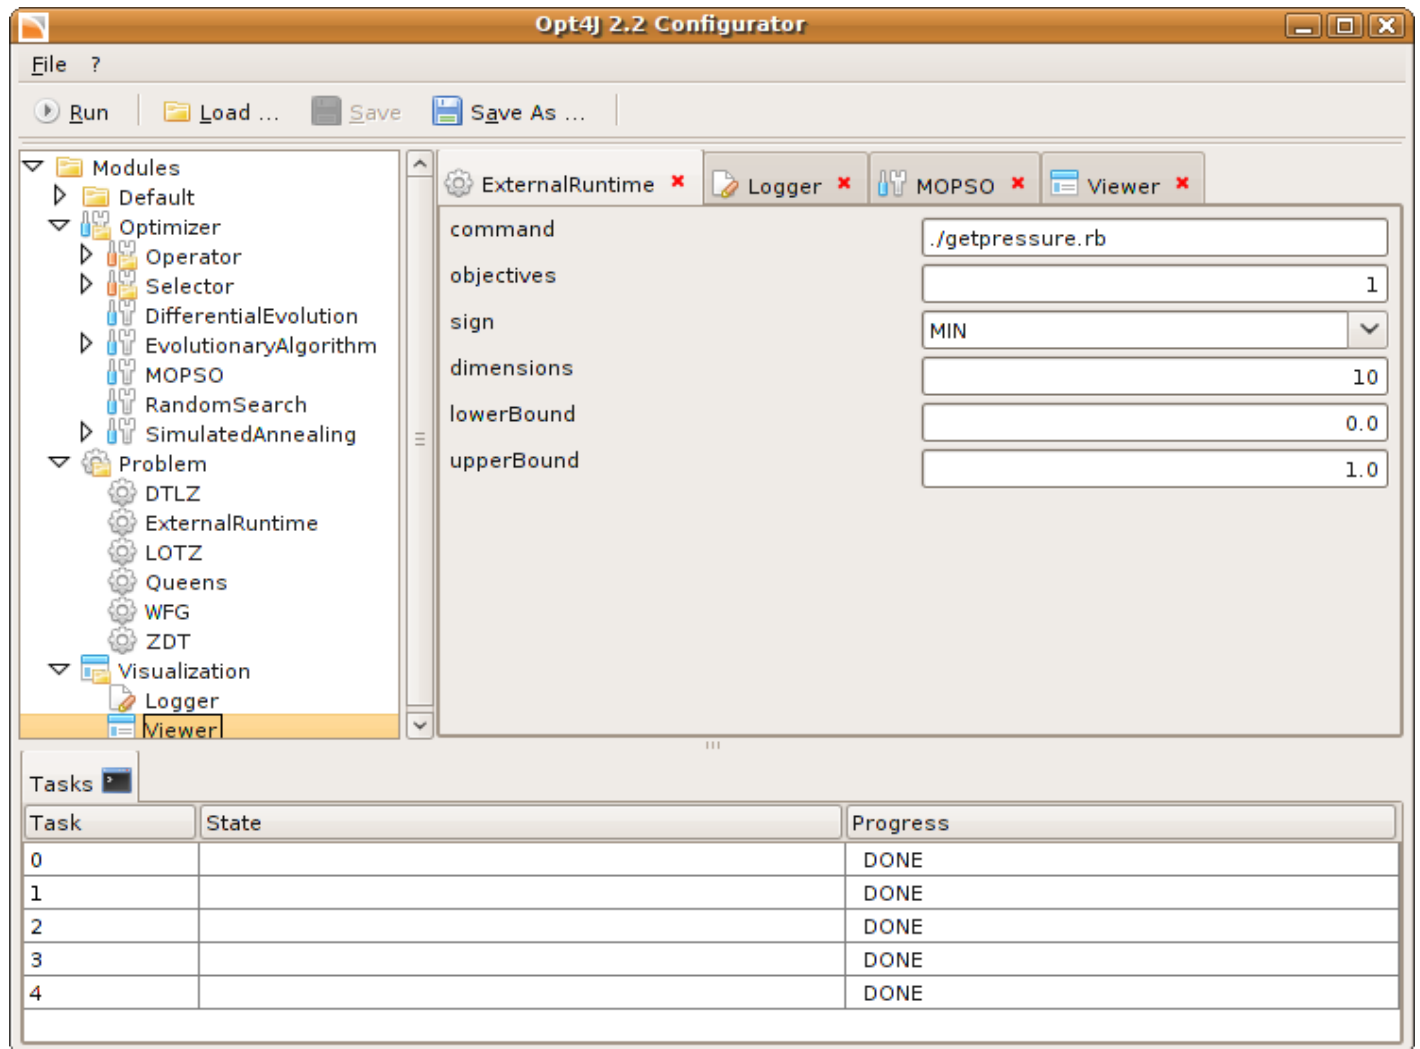 Opt4J 2.2 Configurator
File ?
Run Load ... Save Save As ...
Modules
Default
Optimizer
Operator
Selector
DifferentialEvolution
EvolutionaryAlgorithm
MOPSO
RandomSearch
SimulatedAnnealing
Problem
DTLZ
ExternalRuntime
LOTZ
Queens
WFG
ZDT
Visualization
Logger
Viewer
ExternalRuntime Logger MOPSO Viewer
command ./getpressure.rb
objectives 1
sign MIN
dimensions 10
lowerBound 0.0
upperBound 1.0
Tasks
Task State Progress
0 DONE
1 DONE
2 DONE
3 DONE
4 DONE